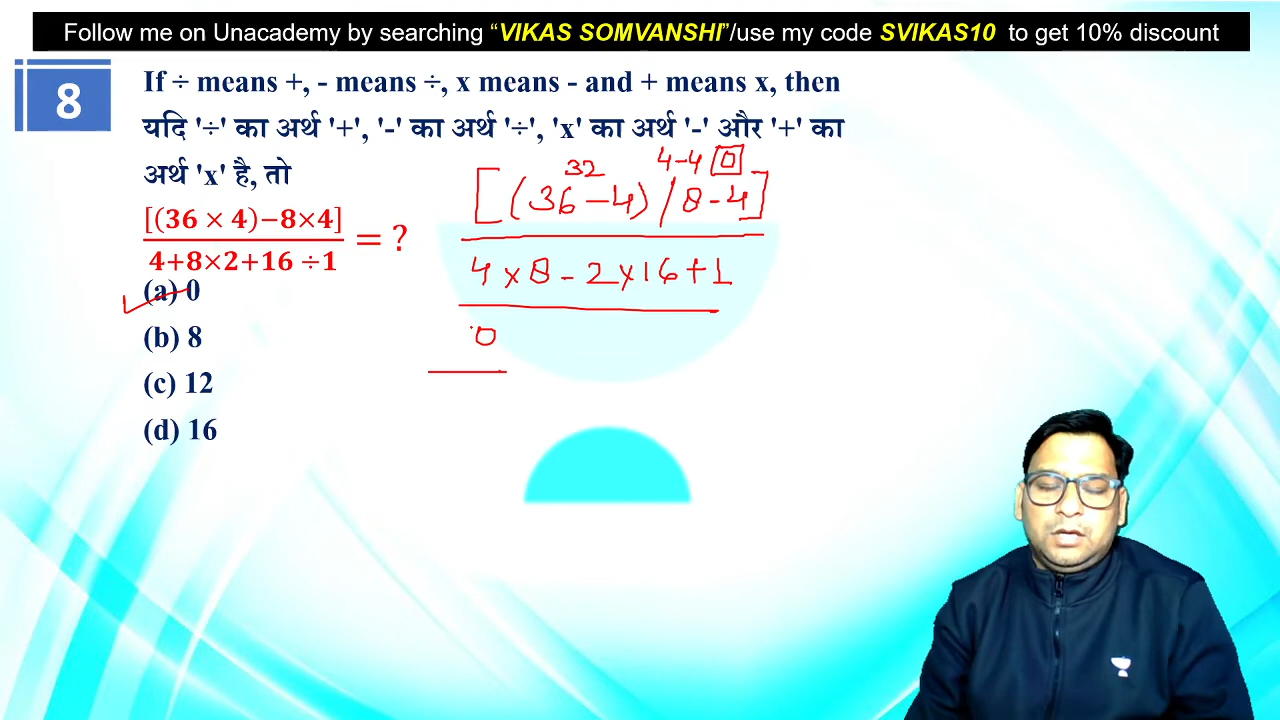 Follow me on Unacademy by searching “VIKAS SOMVANSHI”/use my code SVIKAS10 to get 10% discount
8
If ÷ means +, - means ÷, x means - and + means x, then
यदि '÷' का अर्थ '+', '-' का अर्थ '÷', 'x' का अर्थ '-' और '+' का
अर्थ 'x' है, तो
[(36 × 4)−8×4]
4+8×2+16 ÷1
= ?
(a) 0
(b) 8
(c) 12
(d) 16
32 4-4 0
[(36-4)/8-4]
4×8-2×16+1
0